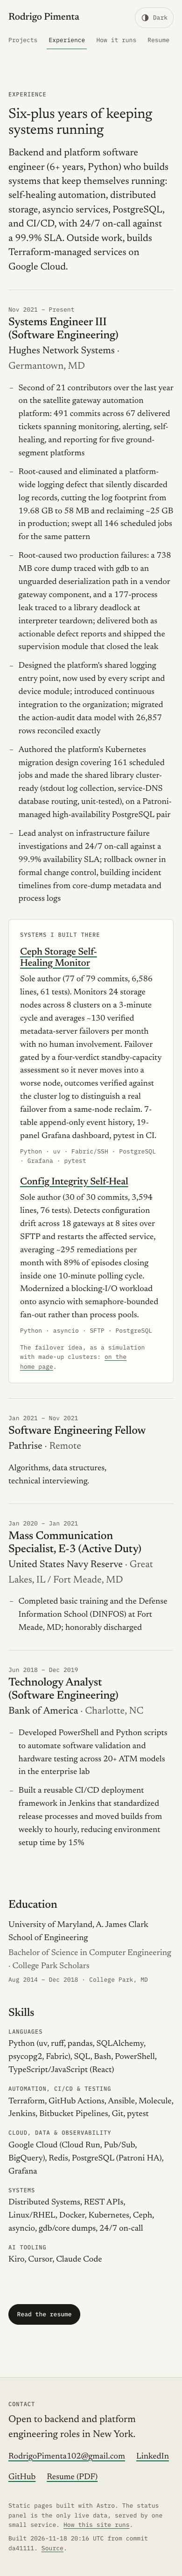 Rodrigo Pimenta
Dark
Projects Experience How it runs Resume
EXPERIENCE
Six-plus years of keeping
systems running
Backend and platform software
engineer (6+ years, Python) who builds
systems that keep themselves running:
self-healing automation, distributed
storage, asyncio services, PostgreSQL,
and CI/CD, with 24/7 on-call against
a 99.9% SLA. Outside work, builds
Terraform-managed services on
Google Cloud.
Nov 2021 — Present
Systems Engineer III
(Software Engineering)
Hughes Network Systems ·
Germantown, MD
– Second of 21 contributors over the last year
on the satellite gateway automation
platform: 491 commits across 67 delivered
tickets spanning monitoring, alerting, self-
healing, and reporting for five ground-
segment platforms
– Root-caused and eliminated a platform-
wide logging defect that silently discarded
log records, cutting the log footprint from
19.68 GB to 58 MB and reclaiming ~25 GB
in production; swept all 146 scheduled jobs
for the same pattern
– Root-caused two production failures: a 738
MB core dump traced with gdb to an
unguarded deserialization path in a vendor
gateway component, and a 177-process
leak traced to a library deadlock at
interpreter teardown; delivered both as
actionable defect reports and shipped the
supervision module that closed the leak
– Designed the platform's shared logging
entry point, now used by every script and
device module; introduced continuous
integration to the organization; migrated
the action-audit data model with 26,857
rows reconciled exactly
– Authored the platform's Kubernetes
migration design covering 161 scheduled
jobs and made the shared library cluster-
ready (stdout log collection, service-DNS
database routing, unit-tested), on a Patroni-
managed high-availability PostgreSQL pair
– Lead analyst on infrastructure failure
investigations and 24/7 on-call against a
99.9% availability SLA; rollback owner in
formal change control, building incident
timelines from core-dump metadata and
process logs
SYSTEMS I BUILT THERE
Ceph Storage Self-
Healing Monitor
Sole author (77 of 79 commits, 6,586
lines, 61 tests). Monitors 24 storage
nodes across 8 clusters on a 3-minute
cycle and averages ~130 verified
metadata-server failovers per month
with no human involvement. Failover
gated by a four-verdict standby-capacity
assessment so it never moves into a
worse node, outcomes verified against
the cluster log to distinguish a real
failover from a same-node reclaim. 7-
table append-only event history, 19-
panel Grafana dashboard, pytest in CI.
Python · uv · Fabric/SSH · PostgreSQL
· Grafana · pytest
Config Integrity Self-Heal
Sole author (30 of 30 commits, 3,594
lines, 76 tests). Detects configuration
drift across 18 gateways at 8 sites over
SFTP and restarts the affected service,
averaging ~295 remediations per
month with 89% of episodes closing
inside one 10-minute polling cycle.
Modernized a blocking-I/O workload
onto asyncio with semaphore-bounded
fan-out rather than process pools.
Python · asyncio · SFTP · PostgreSQL
The failover idea, as a simulation
with made-up clusters: on the
home page.
Jan 2021 — Nov 2021
Software Engineering Fellow
Pathrise · Remote
Algorithms, data structures,
technical interviewing.
Jan 2020 — Jan 2021
Mass Communication
Specialist, E-3 (Active Duty)
United States Navy Reserve · Great
Lakes, IL / Fort Meade, MD
– Completed basic training and the Defense
Information School (DINFOS) at Fort
Meade, MD; honorably discharged
Jun 2018 — Dec 2019
Technology Analyst
(Software Engineering)
Bank of America · Charlotte, NC
– Developed PowerShell and Python scripts
to automate software validation and
hardware testing across 20+ ATM models
in the enterprise lab
– Built a reusable CI/CD deployment
framework in Jenkins that standardized
release processes and moved builds from
weekly to hourly, reducing environment
setup time by 15%
Education
University of Maryland, A. James Clark
School of Engineering
Bachelor of Science in Computer Engineering
· College Park Scholars
Aug 2014 — Dec 2018 · College Park, MD
Skills
LANGUAGES
Python (uv, ruff, pandas, SQLAlchemy,
psycopg2, Fabric), SQL, Bash, PowerShell,
TypeScript/JavaScript (React)
AUTOMATION, CI/CD & TESTING
Terraform, GitHub Actions, Ansible, Molecule,
Jenkins, Bitbucket Pipelines, Git, pytest
CLOUD, DATA & OBSERVABILITY
Google Cloud (Cloud Run, Pub/Sub,
BigQuery), Redis, PostgreSQL (Patroni HA),
Grafana
SYSTEMS
Distributed Systems, REST APIs,
Linux/RHEL, Docker, Kubernetes, Ceph,
asyncio, gdb/core dumps, 24/7 on-call
AI TOOLING
Kiro, Cursor, Claude Code
Read the resume
CONTACT
Open to backend and platform
engineering roles in New York.
RodrigoPimenta102@gmail.com LinkedIn
GitHub Resume (PDF)
Static pages built with Astro. The status
page is the only live data, served by one
small service. How this site runs.
Built 2026-11-18 20:16 UTC from commit
da41111. Source.